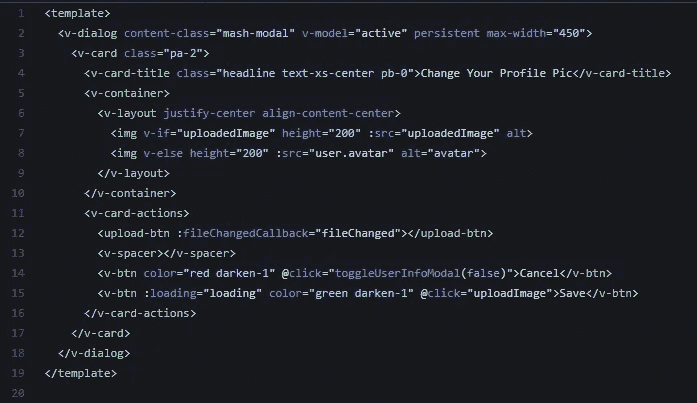 1 <template>
2 <v-dialog content-class="mash-modal" v-model="active" persistent max-width="450">
3 <v-card class="pa-2">
4 <v-card-title class="headline text-xs-center pb-0">Change Your Profile Pic</v-card-title>
5 <v-container>
6 <v-layout justify-center align-content-center>
7 <img v-if="uploadedImage" height="200" :src="uploadedImage" alt>
8 <img v-else height="200" :src="user.avatar" alt="avatar">
9 </v-layout>
10 </v-container>
11 <v-card-actions>
12 <upload-btn :fileChangedCallback="fileChanged"></upload-btn>
13 <v-spacer></v-spacer>
14 <v-btn color="red darken-1" @click="toggleUserInfoModal(false)">Cancel</v-btn>
15 <v-btn :loading="loading" color="green darken-1" @click="uploadImage">Save</v-btn>
16 </v-card-actions>
17 </v-card>
18 </v-dialog>
19 </template>
20